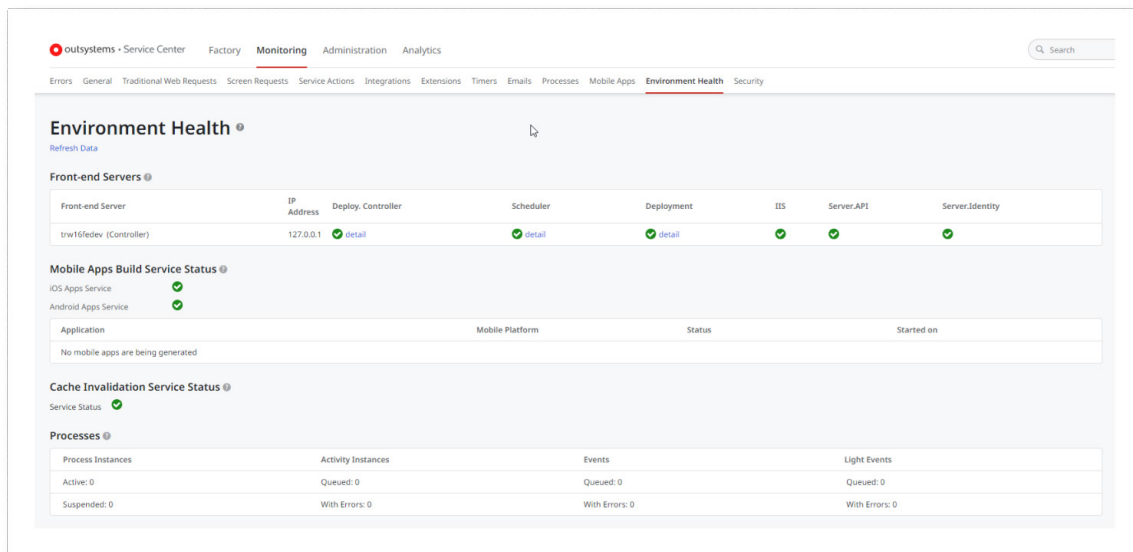 outsystems • Service Center Factory Monitoring Administration Analytics Search
Errors General Traditional Web Requests Screen Requests Service Actions Integrations Extensions Timers Emails Processes Mobile Apps Environment Health Security
Environment Health ?
Refresh Data
Front-end Servers ?
Front-end Server IP Address Deploy. Controller Scheduler Deployment IIS Server.API Server.Identity
trw16fedev (Controller) 127.0.0.1 detail detail detail
Mobile Apps Build Service Status ?
iOS Apps Service
Android Apps Service
Application Mobile Platform Status Started on
No mobile apps are being generated
Cache Invalidation Service Status ?
Service Status
Processes ?
Process Instances Activity Instances Events Light Events
Active: 0 Queued: 0 Queued: 0 Queued: 0
Suspended: 0 With Errors: 0 With Errors: 0 With Errors: 0